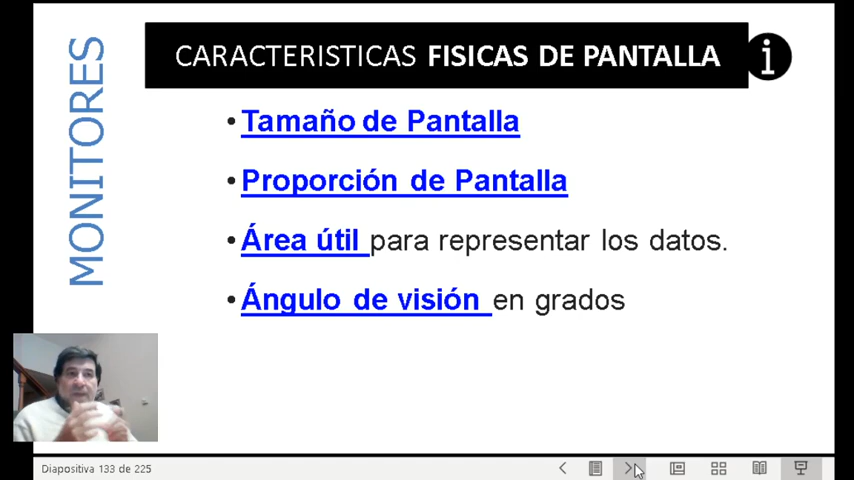 MONITORES
CARACTERISTICAS FISICAS DE PANTALLA
i
•Tamaño de Pantalla
•Proporción de Pantalla
•Área útil para representar los datos.
•Ángulo de visión en grados
Diapositiva 133 de 225